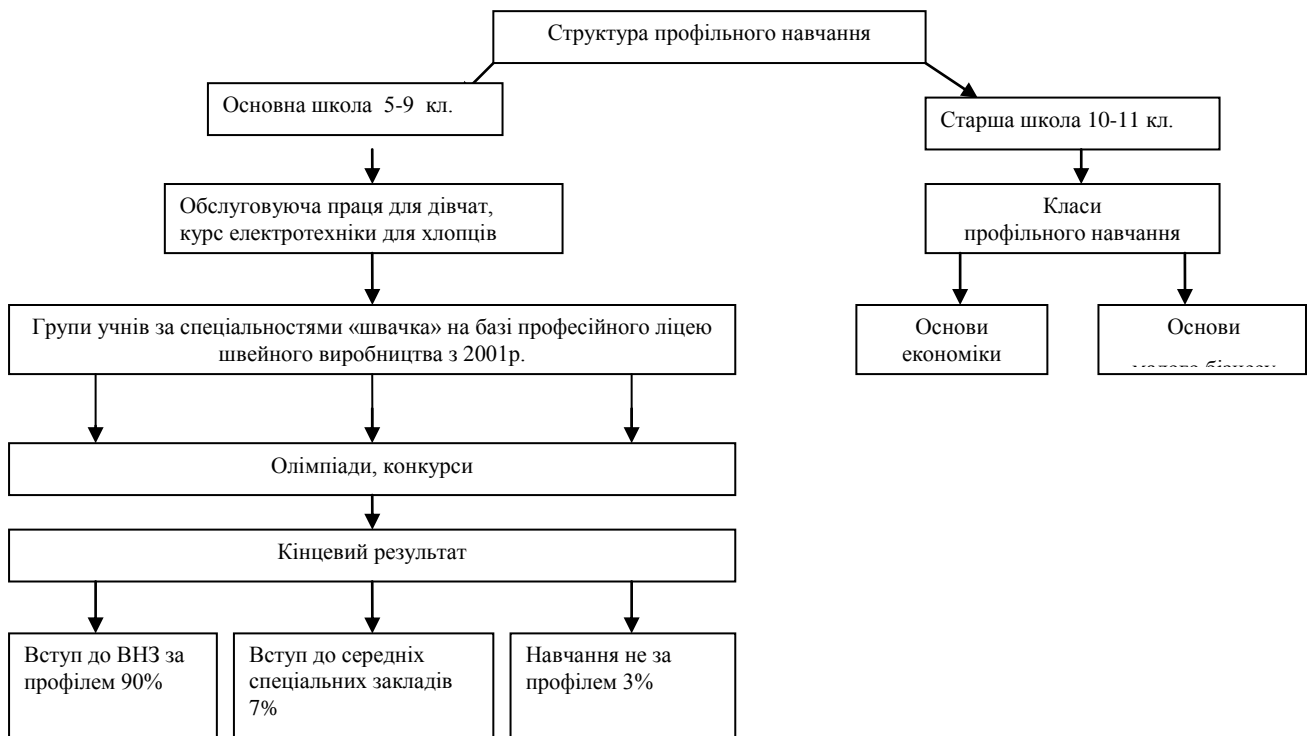 Структура профільного навчання
Основна школа 5-9 кл.
Старша школа 10-11 кл.
Обслуговуюча праця для дівчат,
курс електротехніки для хлопців
Класи
профільного навчання
Групи учнів за спеціальностями «швачка» на базі професійного ліцею
швейного виробництва з 2001р.
Основи
економіки
Основи
Олімпіади, конкурси
Кінцевий результат
Вступ до ВНЗ за
профілем 90%
Вступ до середніх
спеціальних закладів
7%
Навчання не за
профілем 3%